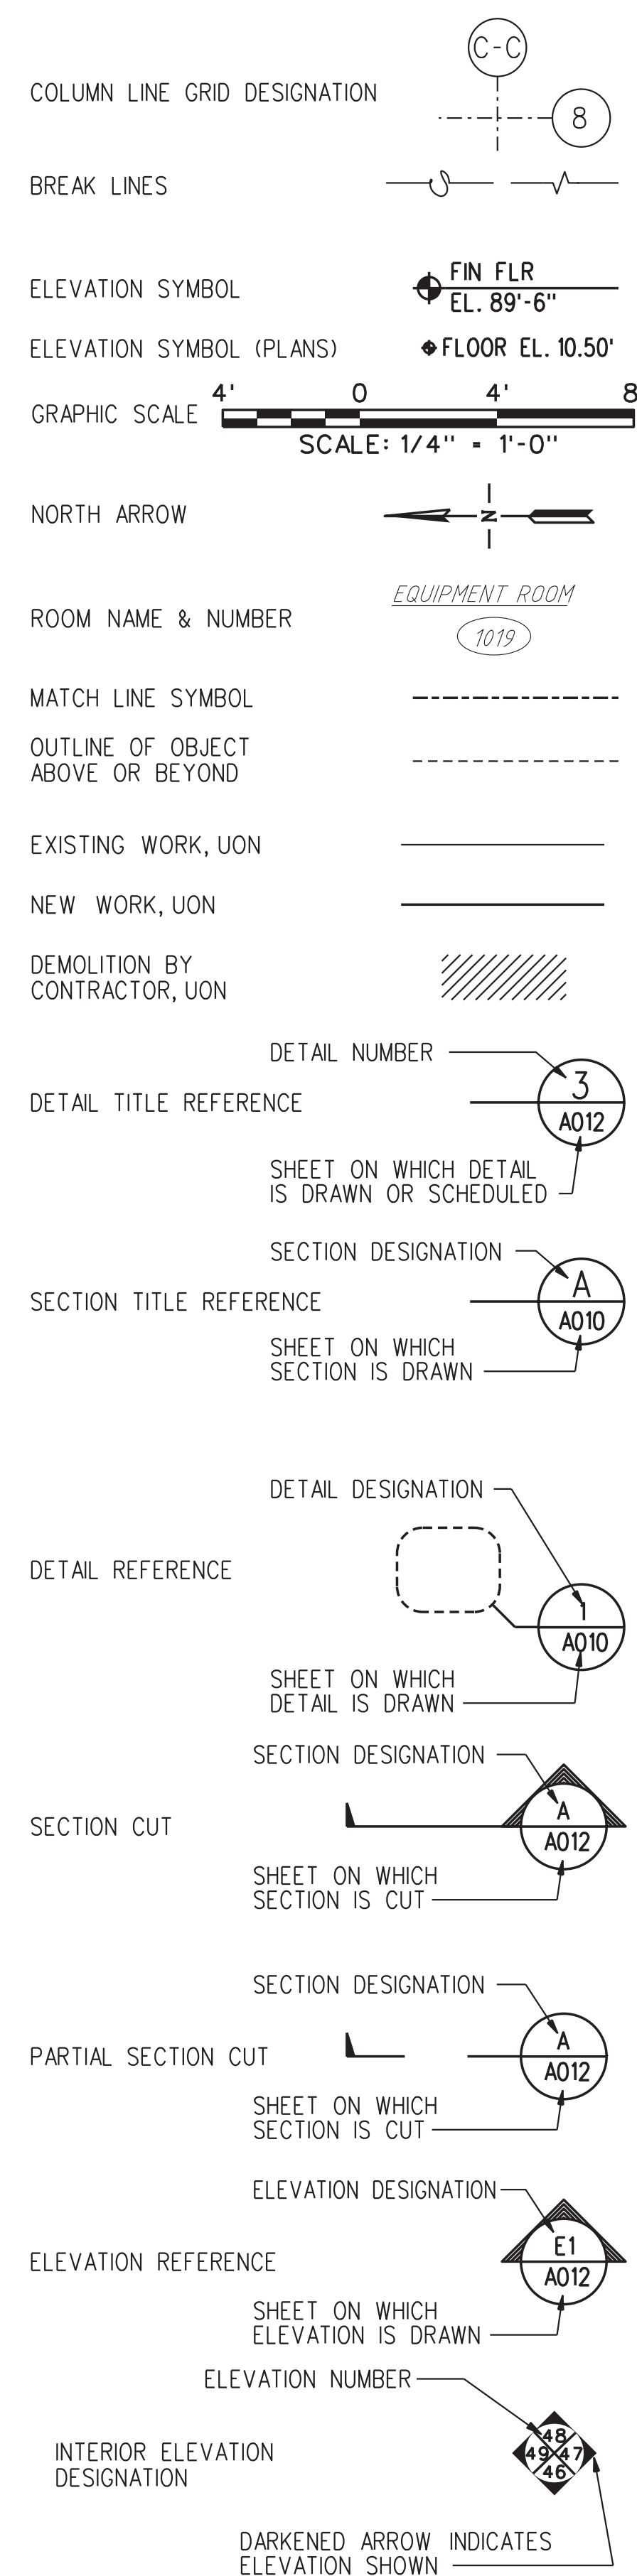 C-C
COLUMN LINE GRID DESIGNATION
8
BREAK LINES
FIN FLR
ELEVATION SYMBOL
EL. 89'-6"
ELEVATION SYMBOL (PLANS)
FLOOR EL. 10.50'
4' 0 4' 8
GRAPHIC SCALE
SCALE: 1/4" = 1'-0"
NORTH ARROW
N
EQUIPMENT ROOM
ROOM NAME & NUMBER
1019
MATCH LINE SYMBOL
OUTLINE OF OBJECT
ABOVE OR BEYOND
EXISTING WORK, UON
NEW WORK, UON
DEMOLITION BY
CONTRACTOR, UON
DETAIL NUMBER
3
DETAIL TITLE REFERENCE
A012
SHEET ON WHICH DETAIL
IS DRAWN OR SCHEDULED
SECTION DESIGNATION
A
SECTION TITLE REFERENCE
A010
SHEET ON WHICH
SECTION IS DRAWN
DETAIL DESIGNATION
DETAIL REFERENCE
1
A010
SHEET ON WHICH
DETAIL IS DRAWN
SECTION DESIGNATION
A
SECTION CUT
A012
SHEET ON WHICH
SECTION IS CUT
SECTION DESIGNATION
A
PARTIAL SECTION CUT
A012
SHEET ON WHICH
SECTION IS CUT
ELEVATION DESIGNATION
E1
ELEVATION REFERENCE
A012
SHEET ON WHICH
ELEVATION IS DRAWN
ELEVATION NUMBER
48
49 47
46
INTERIOR ELEVATION
DESIGNATION
DARKENED ARROW INDICATES
ELEVATION SHOWN